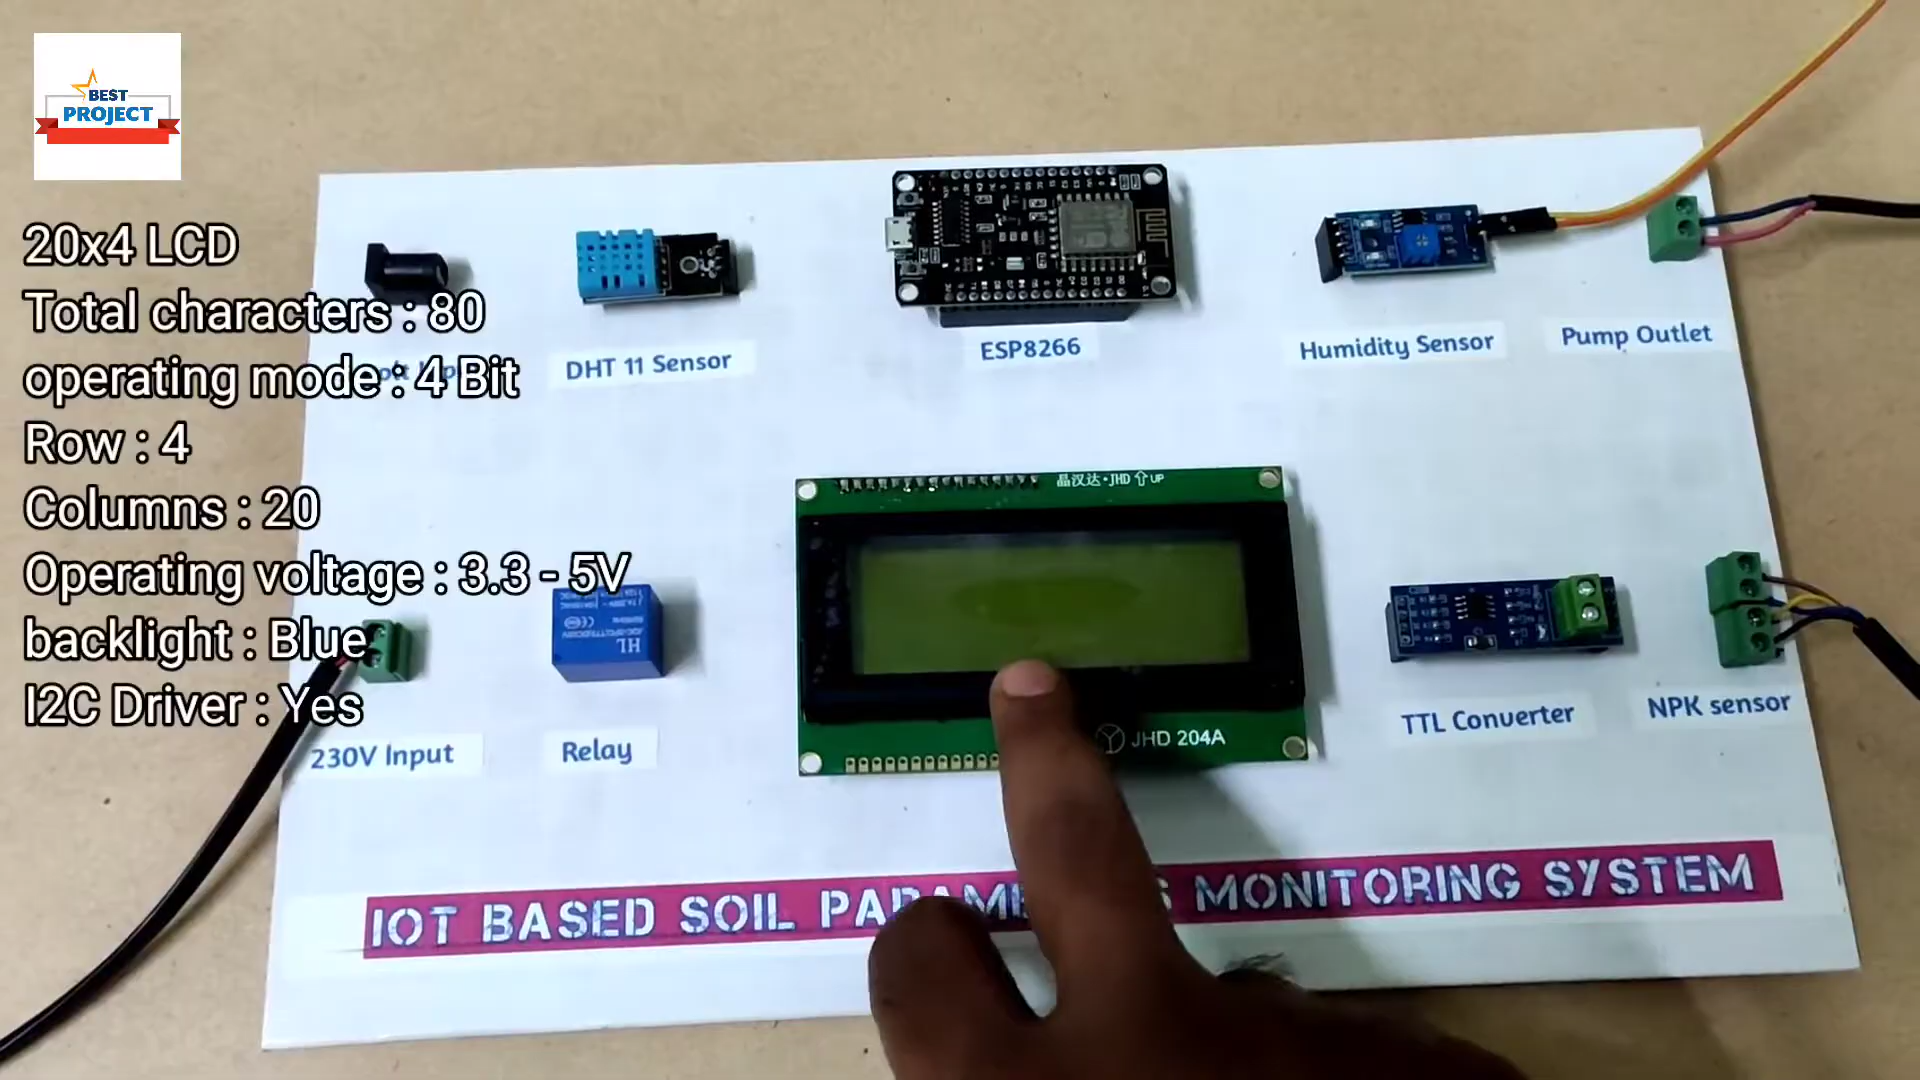 BEST
PROJECT
20x4 LCD
Total characters : 80
operating mode : 4 Bit
Row : 4
Columns : 20
Operating voltage : 3.3 - 5V
backlight : Blue
I2C Driver : Yes
DHT 11 Sensor
ESP8266
Humidity Sensor
Pump Outlet
晶汉达·JHD UP
HL
JHD 204A
230V Input
Relay
TTL Converter
NPK sensor
IOT BASED SOIL MONITORING SYSTEM